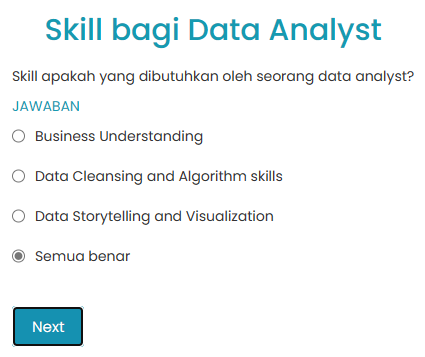 Skill bagi Data Analyst
Skill apakah yang dibutuhkan oleh seorang data analyst?
JAWABAN
Business Understanding
Data Cleansing and Algorithm skills
Data Storytelling and Visualization
Semua benar
Next